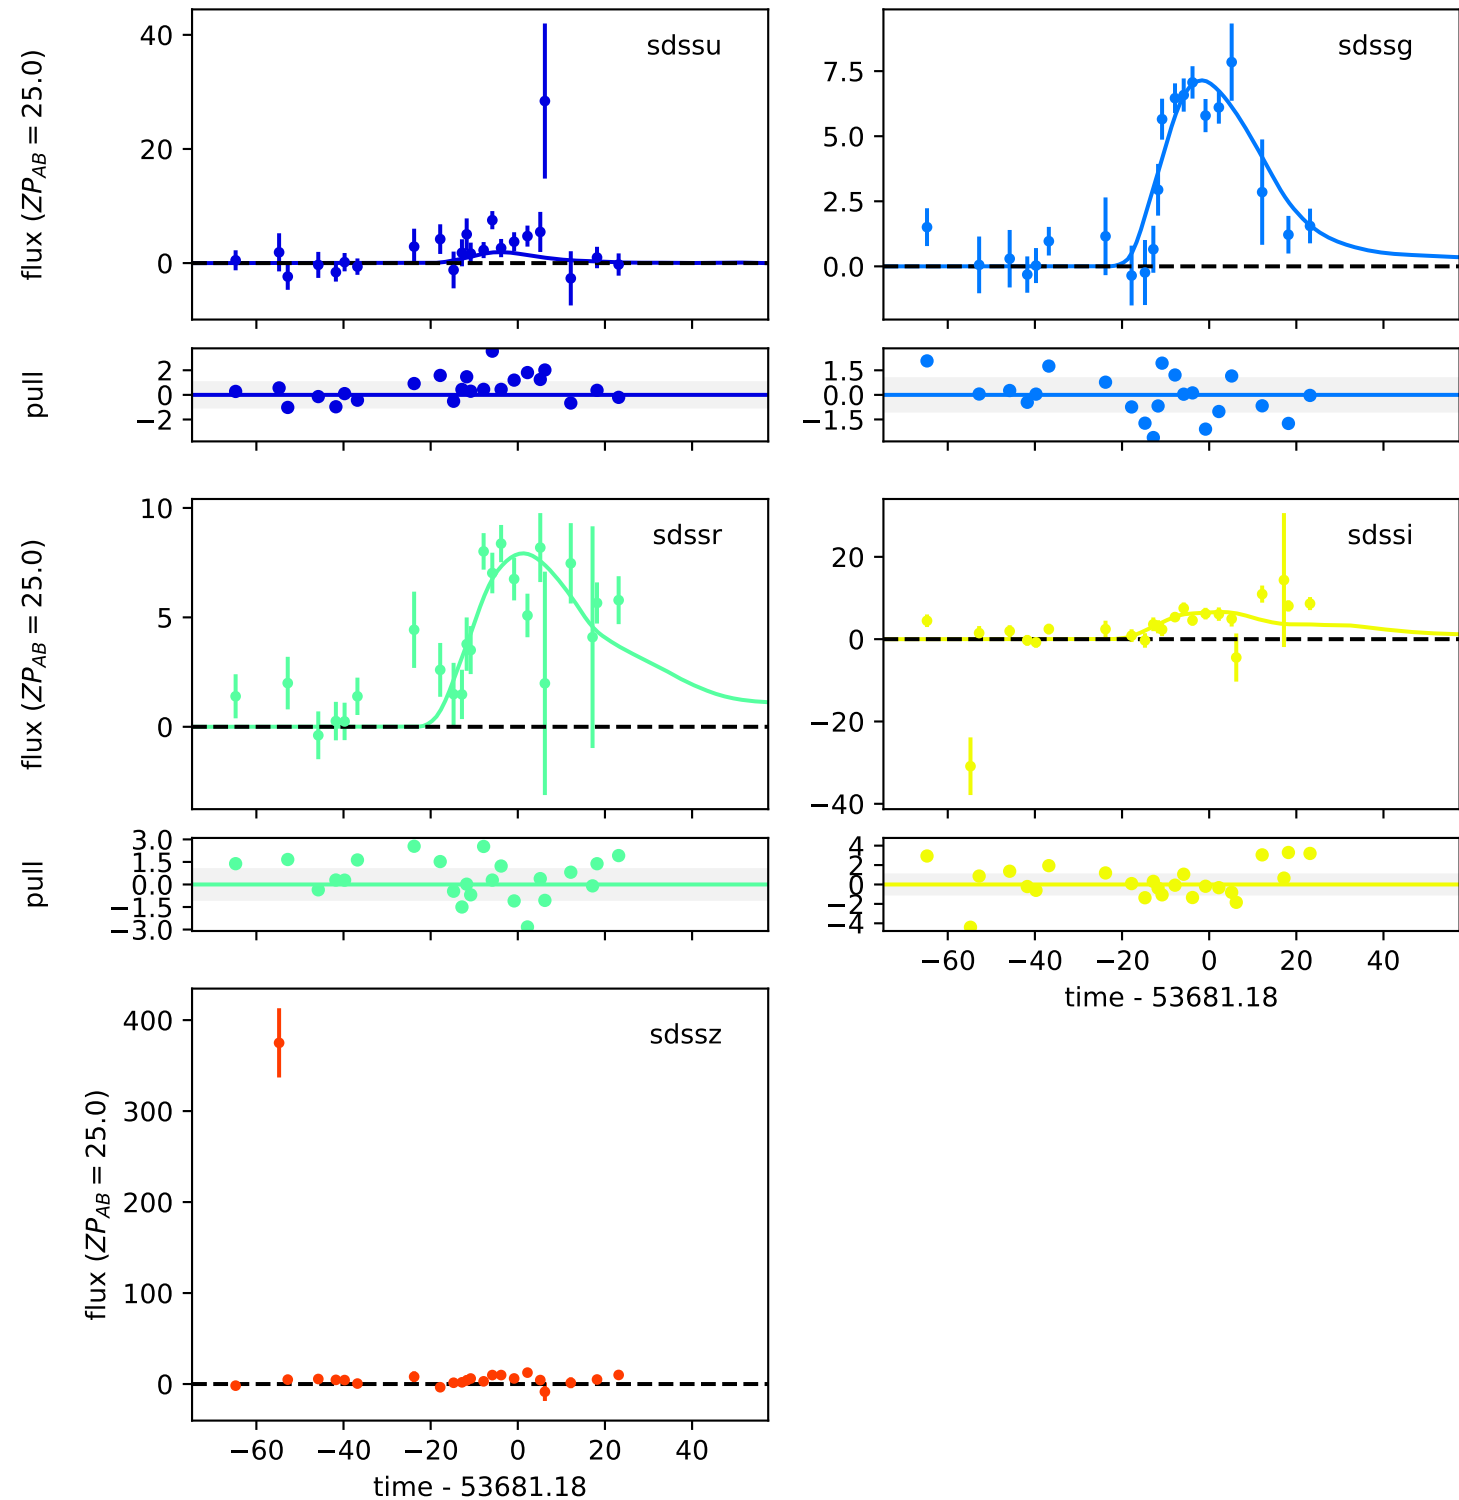 sdssu
flux (ZP_AB = 25.0)
40
20
0
sdssg
7.5
5.0
2.5
0.0
pull
2
0
−2
1.5
0.0
−1.5
sdssr
flux (ZP_AB = 25.0)
10
5
0
sdssi
20
0
−20
−40
pull
3.0
1.5
0.0
−1.5
−3.0
4
2
0
−2
−4
−60 −40 −20 0 20 40
time - 53681.18
sdssz
flux (ZP_AB = 25.0)
400
300
200
100
0
−60 −40 −20 0 20 40
time - 53681.18